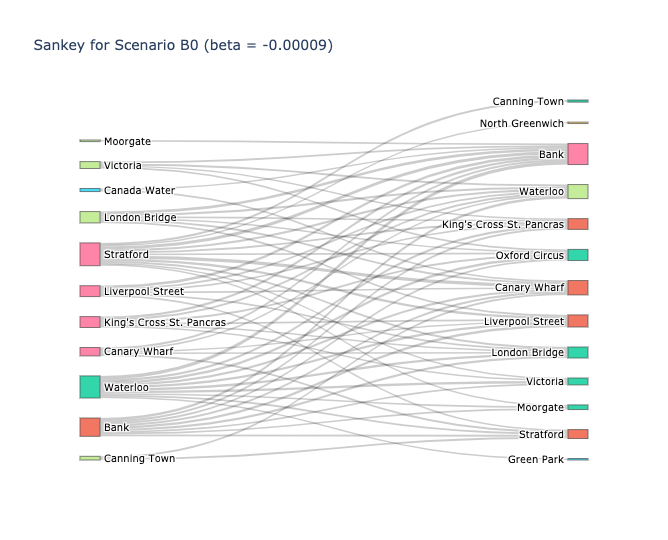 Sankey for Scenario B0 (beta = -0.00009)
Moorgate
Victoria
Canada Water
London Bridge
Stratford
Liverpool Street
King's Cross St. Pancras
Canary Wharf
Waterloo
Bank
Canning Town
Canning Town
North Greenwich
Bank
Waterloo
King's Cross St. Pancras
Oxford Circus
Canary Wharf
Liverpool Street
London Bridge
Victoria
Moorgate
Stratford
Green Park